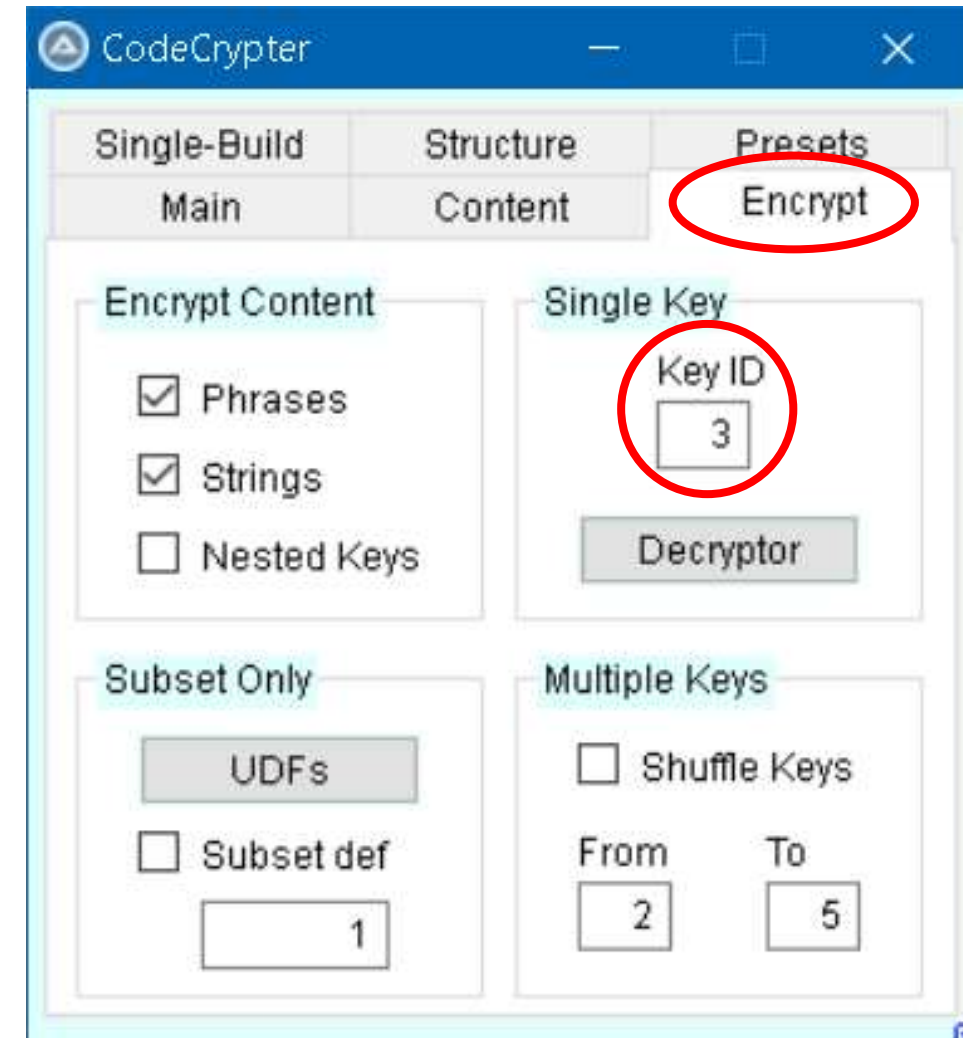 CodeCrypter
Single-Build Structure Presets
Main Content Encrypt
Encrypt Content
Phrases
Strings
Nested Keys
Single Key
Key ID
3
Decryptor
Subset Only
UDFs
Subset def
1
Multiple Keys
Shuffle Keys
From To
2 5